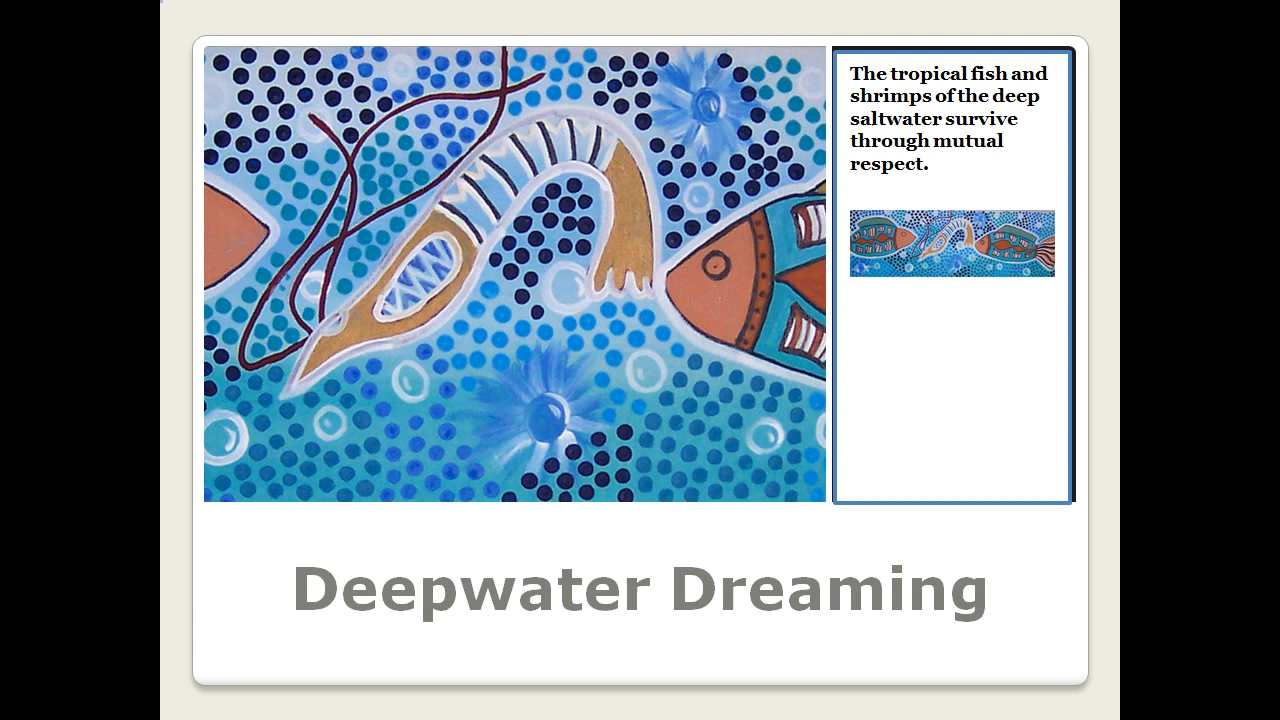 The tropical fish and
shrimps of the deep
saltwater survive
through mutual
respect.
Deepwater Dreaming